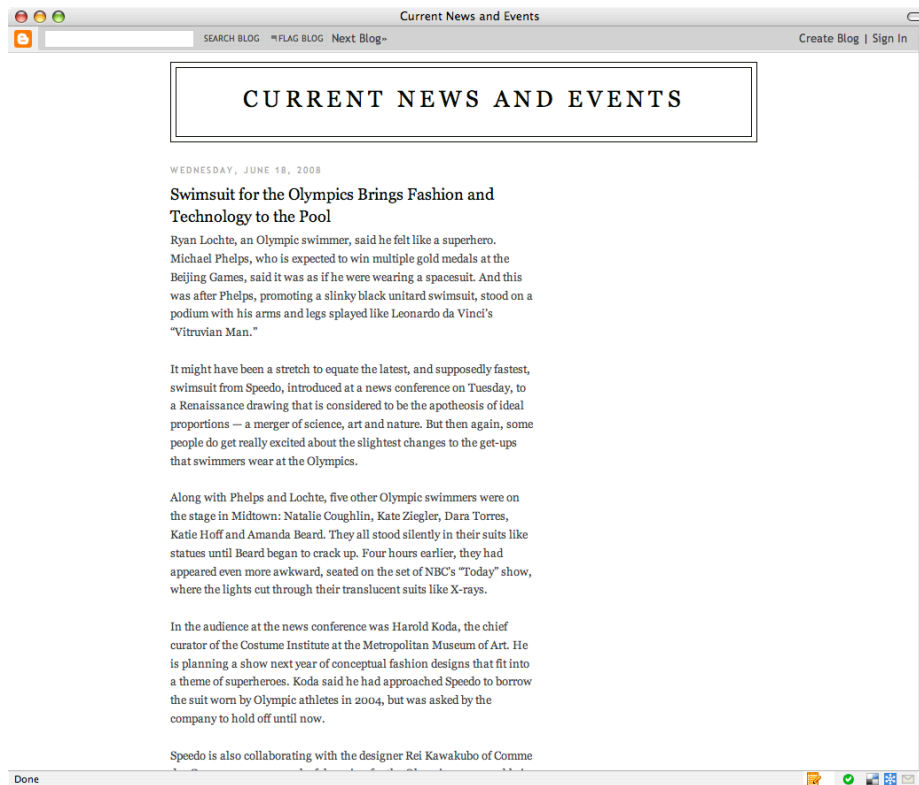 Current News and Events
SEARCH BLOG FLAG BLOG Next Blog» Create Blog | Sign In
CURRENT NEWS AND EVENTS
WEDNESDAY, JUNE 18, 2008
Swimsuit for the Olympics Brings Fashion and
Technology to the Pool
Ryan Lochte, an Olympic swimmer, said he felt like a superhero.
Michael Phelps, who is expected to win multiple gold medals at the
Beijing Games, said it was as if he were wearing a spacesuit. And this
was after Phelps, promoting a slinky black unitard swimsuit, stood on a
podium with his arms and legs splayed like Leonardo da Vinci’s
“Vitruvian Man.”
It might have been a stretch to equate the latest, and supposedly fastest,
swimsuit from Speedo, introduced at a news conference on Tuesday, to
a Renaissance drawing that is considered to be the apotheosis of ideal
proportions — a merger of science, art and nature. But then again, some
people do get really excited about the slightest changes to the get-ups
that swimmers wear at the Olympics.
Along with Phelps and Lochte, five other Olympic swimmers were on
the stage in Midtown: Natalie Coughlin, Kate Ziegler, Dara Torres,
Katie Hoff and Amanda Beard. They all stood silently in their suits like
statues until Beard began to crack up. Four hours earlier, they had
appeared even more awkward, seated on the set of NBC’s “Today” show,
where the lights cut through their translucent suits like X-rays.
In the audience at the news conference was Harold Koda, the chief
curator of the Costume Institute at the Metropolitan Museum of Art. He
is planning a show next year of conceptual fashion designs that fit into
a theme of superheroes. Koda said he had approached Speedo to borrow
the suit worn by Olympic athletes in 2004, but was asked by the
company to hold off until now.
Speedo is also collaborating with the designer Rei Kawakubo of Comme
Done